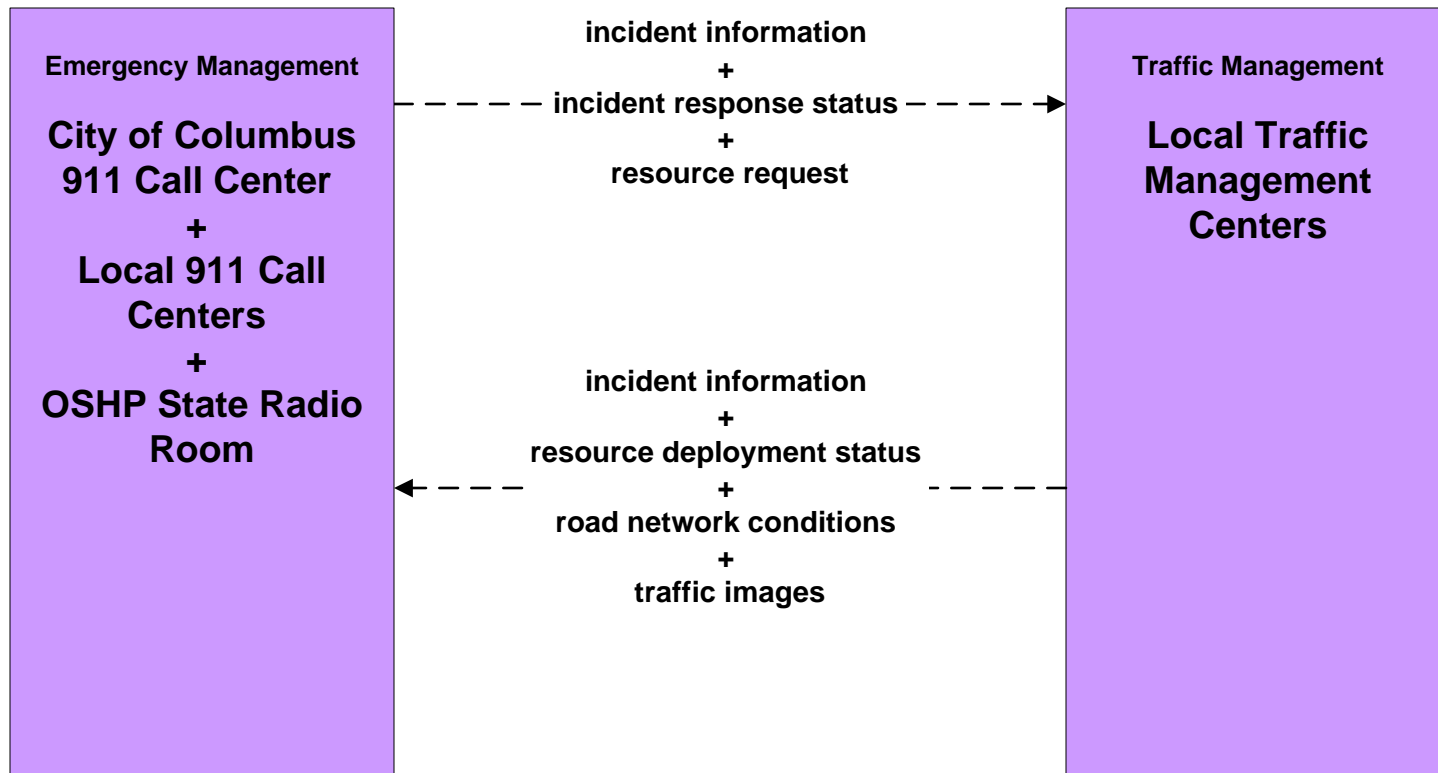 Emergency Management
City of Columbus
911 Call Center
+
Local 911 Call
Centers
+
OSHP State Radio
Room
incident information
+
incident response status
+
resource request
incident information
+
resource deployment status
+
road network conditions
+
traffic images
Traffic Management
Local Traffic
Management
Centers